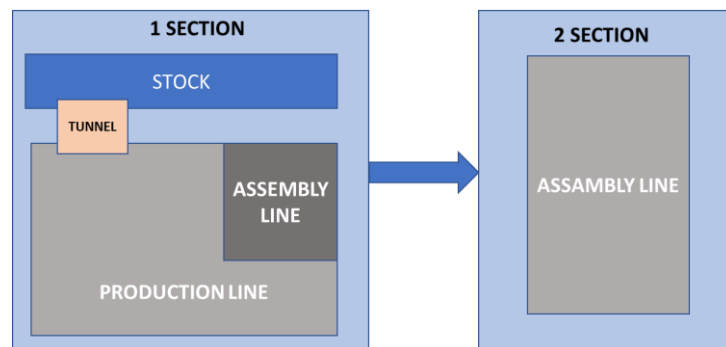 1 SECTION
STOCK
TUNNEL
ASSEMBLY
LINE
PRODUCTION LINE
2 SECTION
ASSAMBLY LINE